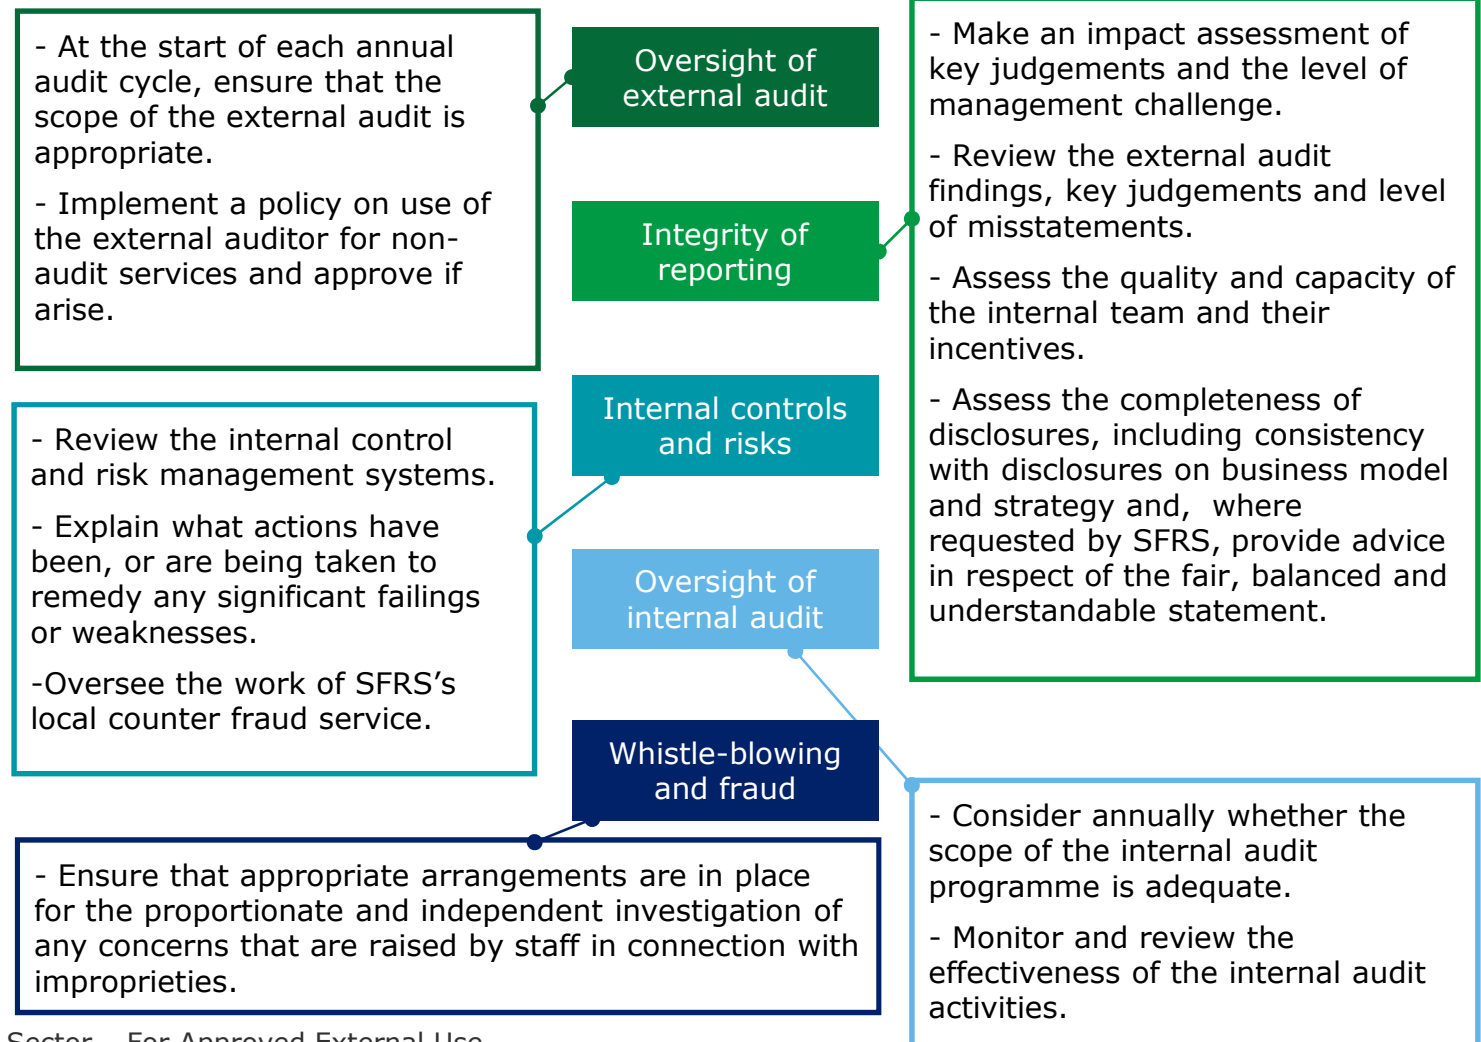 - At the start of each annual
audit cycle, ensure that the
scope of the external audit is
appropriate.
- Implement a policy on use of
the external auditor for non-
audit services and approve if
arise.
Oversight of
external audit
Integrity of
reporting
- Make an impact assessment of
key judgements and the level of
management challenge.
- Review the external audit
findings, key judgements and level
of misstatements.
- Assess the quality and capacity of
the internal team and their
incentives.
- Assess the completeness of
disclosures, including consistency
with disclosures on business model
and strategy and, where
requested by SFRS, provide advice
in respect of the fair, balanced and
understandable statement.
Internal controls
and risks
- Review the internal control
and risk management systems.
- Explain what actions have
been, or are being taken to
remedy any significant failings
or weaknesses.
-Oversee the work of SFRS’s
local counter fraud service.
Oversight of
internal audit
Whistle-blowing
and fraud
- Ensure that appropriate arrangements are in place
for the proportionate and independent investigation of
any concerns that are raised by staff in connection with
improprieties.
- Consider annually whether the
scope of the internal audit
programme is adequate.
- Monitor and review the
effectiveness of the internal audit
activities.
Sector – For Approved External Use